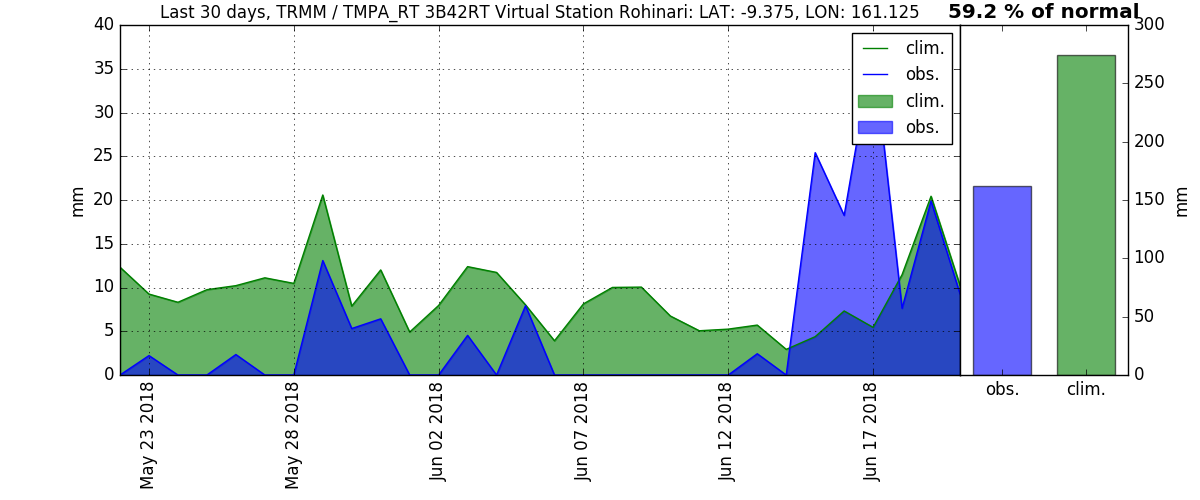 Last 30 days, TRMM / TMPA_RT 3B42RT Virtual Station Rohinari: LAT: -9.375, LON: 161.125
59.2 % of normal
40
35
30
25
20
15
10
5
0
mm
clim.
obs.
clim.
obs.
300
250
200
150
100
50
0
mm
May 23 2018
May 28 2018
Jun 02 2018
Jun 07 2018
Jun 12 2018
Jun 17 2018
obs.
clim.